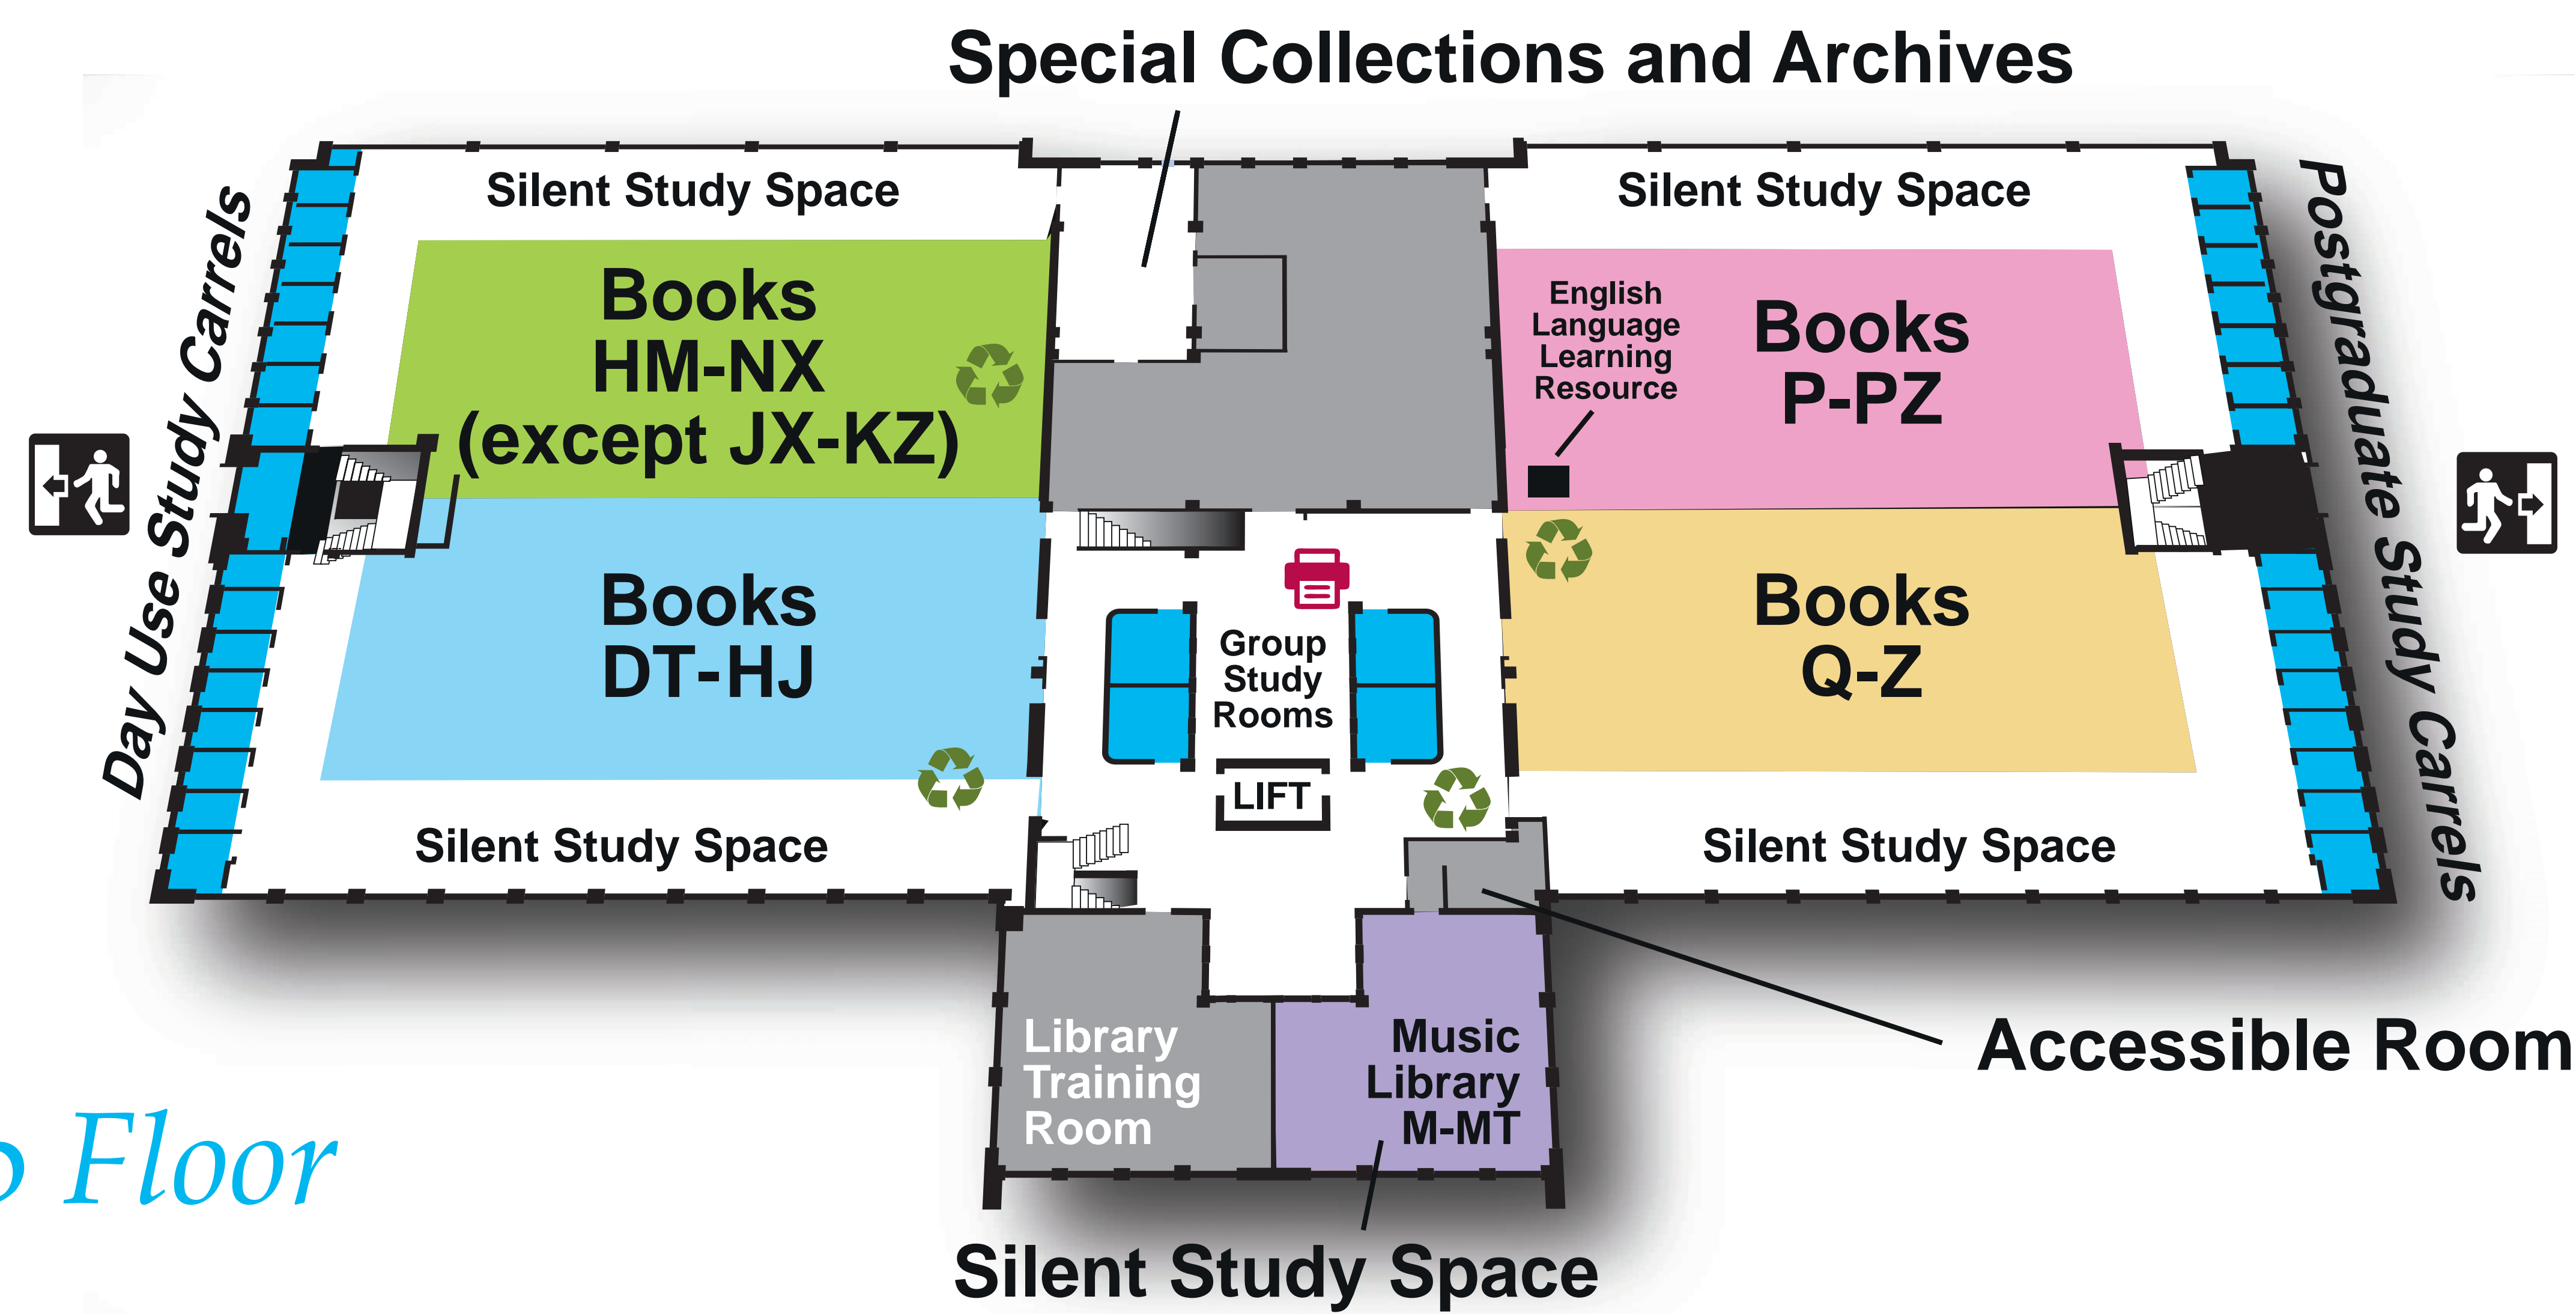 Special Collections and Archives
Silent Study Space
Silent Study Space
Day Use Study Carrels
Postgraduate Study Carrels
Books
HM-NX
(except JX-KZ)
English
Language
Learning
Resource
Books
P-PZ
Books
DT-HJ
Group
Study
Rooms
LIFT
Books
Q-Z
Silent Study Space
Silent Study Space
Library
Training
Room
Music
Library
M-MT
Accessible Room
Floor
Silent Study Space